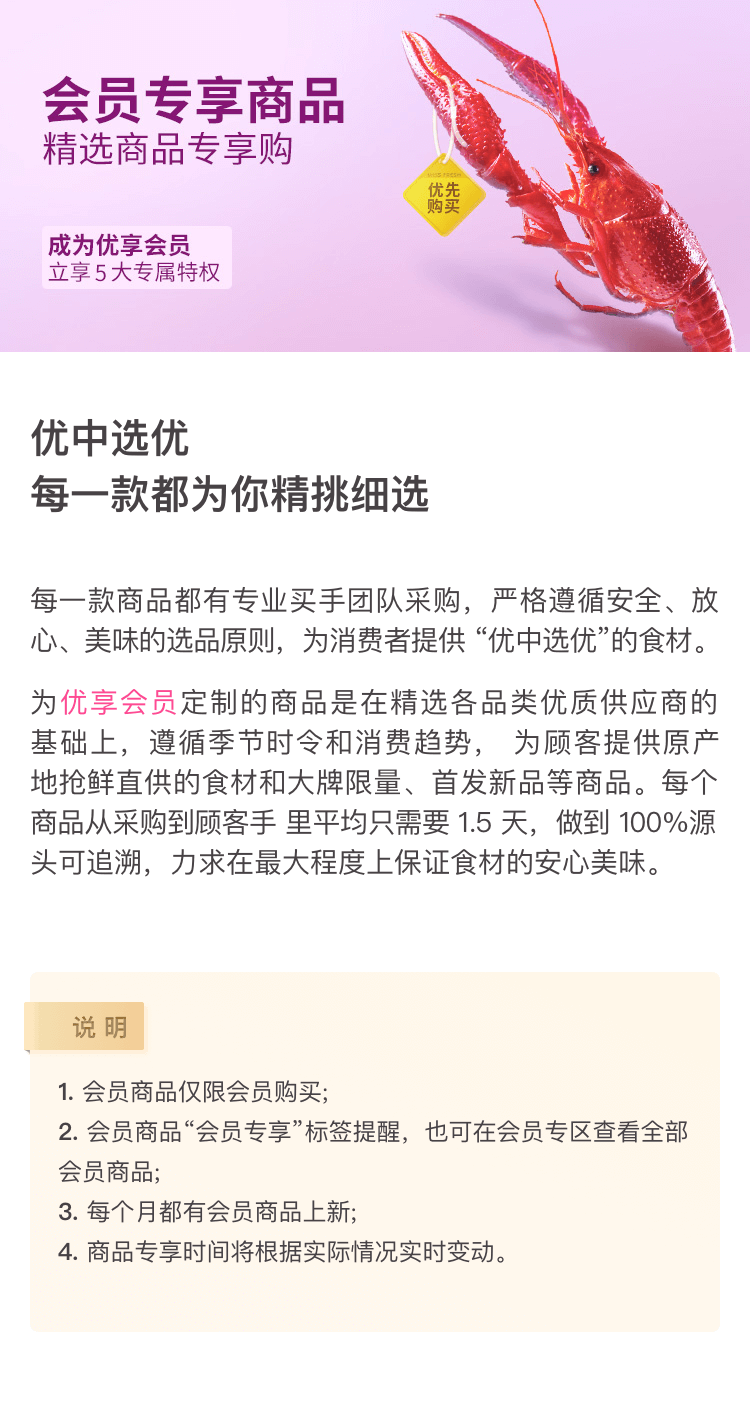 会员专享商品
精选商品专享购
优先
购买
成为优享会员
立享5大专属特权
优中选优
每一款都为你精挑细选
每一款商品都有专业买手团队采购，严格遵循安全、放
心、美味的选品原则，为消费者提供 “优中选优”的食材。
为优享会员定制的商品是在精选各品类优质供应商的
基础上，遵循季节时令和消费趋势， 为顾客提供原产
地抢鲜直供的食材和大牌限量、首发新品等商品。每个
商品从采购到顾客手 里平均只需要 1.5 天，做到 100%源
头可追溯，力求在最大程度上保证食材的安心美味。
说 明
1. 会员商品仅限会员购买;
2. 会员商品“会员专享”标签提醒，也可在会员专区查看全部
会员商品;
3. 每个月都有会员商品上新;
4. 商品专享时间将根据实际情况实时变动。